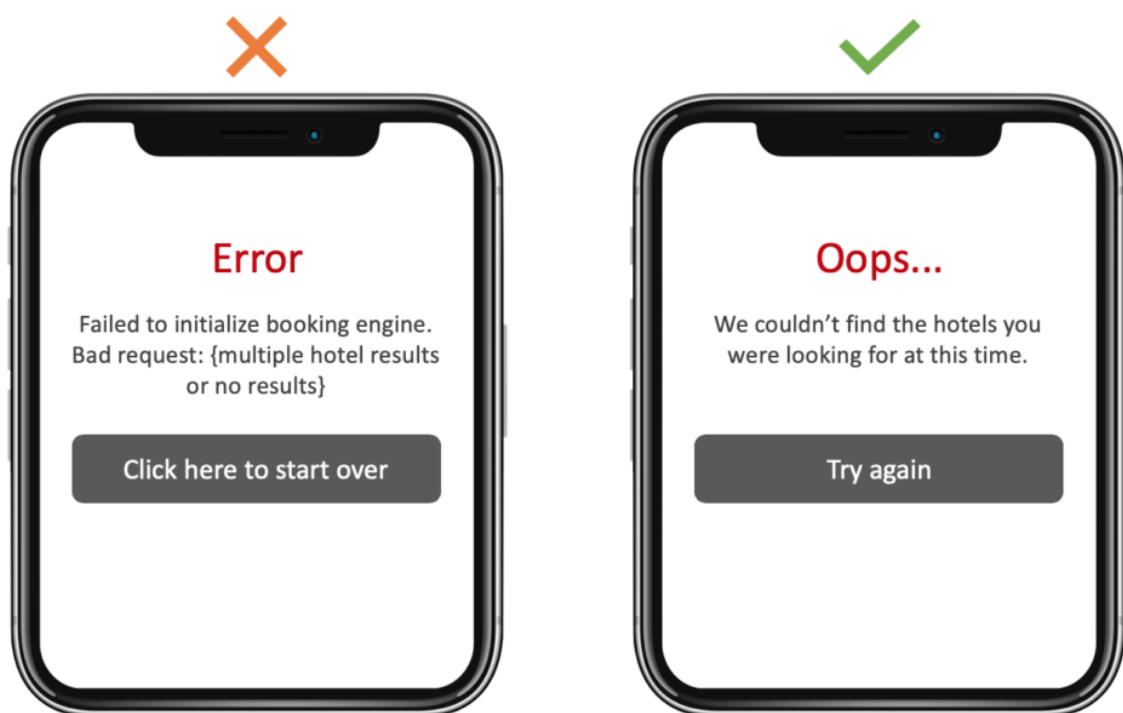 Error
Failed to initialize booking engine.
Bad request: {multiple hotel results
or no results}
Click here to start over
Oops...
We couldn’t find the hotels you
were looking for at this time.
Try again